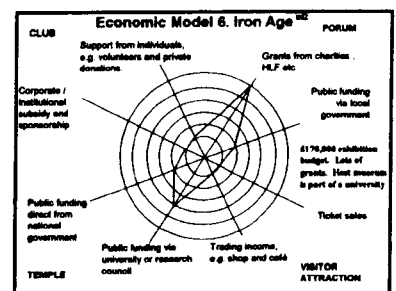 Economic Model 6. Iron Age
CLUB
FORUM
Support from individuals,
e.g. volunteers and private
donations.
Grants from charities.
HLF etc
Corporate /
Institutional
subsidy and
sponsorship
Public funding
via local
government
£170,000 exhibition
budget. Lots of
grants. Host museum
is part of a university
Public funding
direct from
national
government
Ticket sales
Public funding via
university or research
council
Trading income,
e.g. shop and café
TEMPLE
VISITOR
ATTRACTION